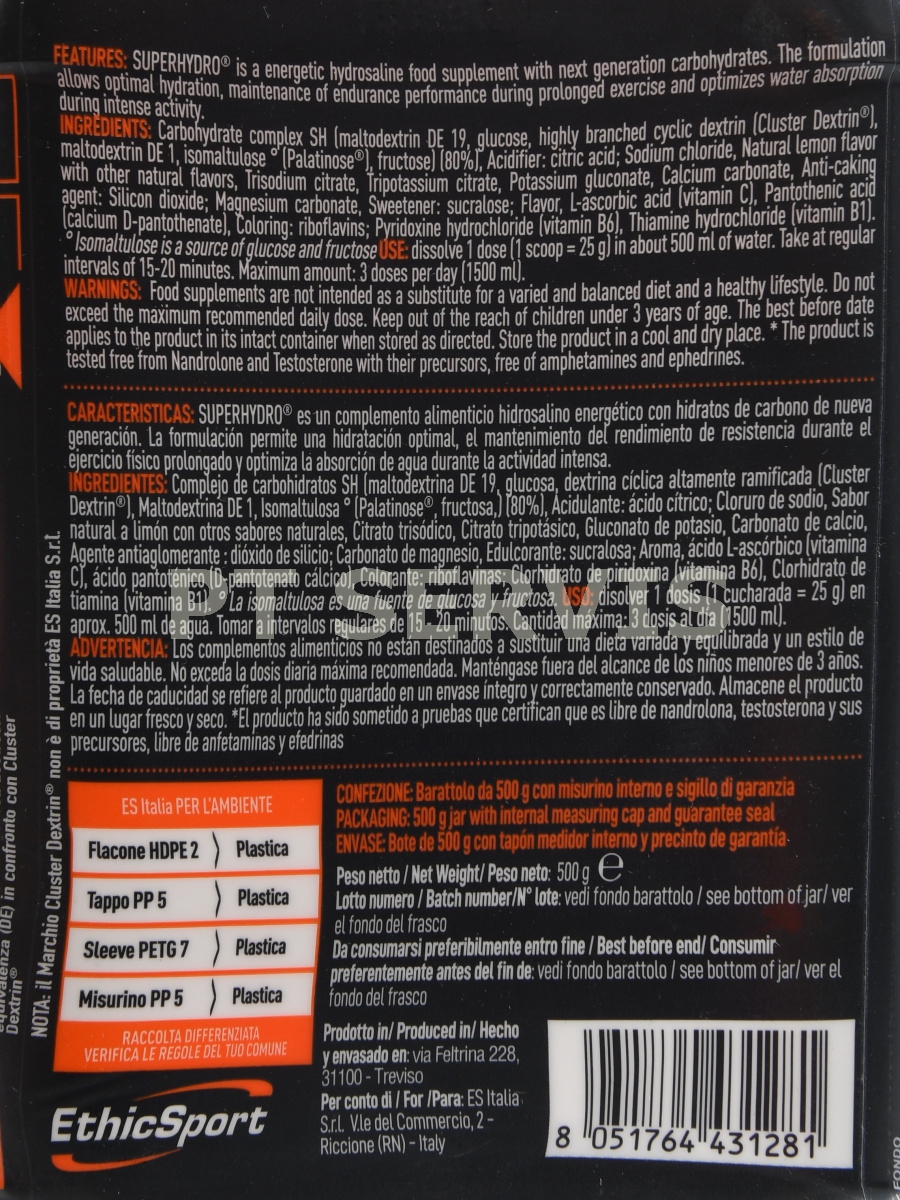 FEATURES: SUPERHYDRO® is a energetic hydrosaline food supplement with next generation carbohydrates. The formulation
allows optimal hydration, maintenance of endurance performance during prolonged exercise and optimizes water absorption
during intense activity.
INGREDIENTS: Carbohydrate complex SH (maltodextrin DE 19, glucose, highly branched cyclic dextrin (Cluster Dextrin®),
maltodextrin DE 1, isomaltulose ° (Palatinose®), fructose) (80%), Acidifier: citric acid; Sodium chloride, Natural lemon flavor
with other natural flavors, Trisodium citrate, Tripotassium citrate, Potassium gluconate, Calcium carbonate, Anti-caking
agent: Silicon dioxide; Magnesium carbonate, Sweetener: sucralose; Flavor, L-ascorbic acid (vitamin C), Pantothenic acid
(calcium D-pantothenate), Coloring: riboflavins; Pyridoxine hydrochloride (vitamin B6), Thiamine hydrochloride (vitamin B1).
° Isomaltulose is a source of glucose and fructose USE: dissolve 1 dose (1 scoop = 25 g) in about 500 ml of water. Take at regular
intervals of 15-20 minutes. Maximum amount: 3 doses per day (1500 ml).
WARNINGS: Food supplements are not intended as a substitute for a varied and balanced diet and a healthy lifestyle. Do not
exceed the maximum recommended daily dose. Keep out of the reach of children under 3 years of age. The best before date
applies to the product in its intact container when stored as directed. Store the product in a cool and dry place. * The product is
tested free from Nandrolone and Testosterone with their precursors, free of amphetamines and ephedrines.
CARACTERISTICAS: SUPERHYDRO® es un complemento alimenticio hidrosalino energético con hidratos de carbono de nueva
generación. La formulación permite una hidratación optimal, el mantenimiento del rendimiento de resistencia durante el
ejercicio físico prolongado y optimiza la absorción de agua durante la actividad intensa.
INGREDIENTES: Complejo de carbohidratos SH (maltodextrina DE 19, glucosa, dextrina cíclica altamente ramificada (Cluster
Dextrin®), Maltodextrina DE 1, Isomaltulosa ° (Palatinose®, fructosa,) (80%), Acidulante: ácido cítrico; Cloruro de sodio, Sabor
natural a limón con otros sabores naturales, Citrato trisódico, Citrato tripotásico, Gluconato de potasio, Carbonato de calcio,
Agente antiaglomerante : dióxido de silicio; Carbonato de magnesio, Edulcorante: sucralosa; Aroma, ácido L-ascórbico (vitamina
C), ácido pantoténico (D-pantotenato cálcico), Colorante: riboflavinas; Clorhidrato de piridoxina (vitamina B6), Clorhidrato de
tiamina (vitamina B1). ° La isomaltulosa es una fuente de glucosa y fructosa. USO: disolver 1 dosis (1 cucharada = 25 g) en
aprox. 500 ml de agua. Tomar a intervalos regulares de 15 - 20 minutos. Cantidad máxima: 3 dosis al día (1500 ml).
ADVERTENCIA: Los complementos alimenticios no están destinados a sustituir una dieta variada y equilibrada y un estilo de
vida saludable. No exceda la dosis diaria máxima recomendada. Manténgase fuera del alcance de los niños menores de 3 años.
La fecha de caducidad se refiere al producto guardado en un envase íntegro y correctamente conservado. Almacene el producto
en un lugar fresco y seco. *El producto ha sido sometido a pruebas que certifican que es libre de nandrolona, testosterona y sus
precursores, libre de anfetaminas y efedrinas
PT SERVIS
equivalenza (DE) in confronto con Cluster
Dextrin®
NOTA: il Marchio Cluster Dextrin® non è di proprietà ES Italia S.r.l.
ES Italia PER L'AMBIENTE
Flacone HDPE 2 Plastica
Tappo PP 5 Plastica
Sleeve PETG 7 Plastica
Misurino PP 5 Plastica
RACCOLTA DIFFERENZIATA
VERIFICA LE REGOLE DEL TUO COMUNE
EthicSport
CONFEZIONE: Barattolo da 500 g con misurino interno e sigillo di garanzia
PACKAGING: 500 g jar with internal measuring cap and guarantee seal
ENVASE: Bote de 500 g con tapón medidor interno y precinto de garantía.
Peso netto / Net Weight/ Peso neto: 500 g e
Lotto numero / Batch number/N° lote: vedi fondo barattolo / see bottom of jar/ ver
el fondo del frasco
Da consumarsi preferibilmente entro fine / Best before end/ Consumir
preferentemente antes del fin de: vedi fondo barattolo / see bottom of jar/ ver el
fondo del frasco
Prodotto in/ Produced in/ Hecho
y envasado en: via Feltrina 228,
31100 - Treviso
Per conto di / For /Para: ES Italia
S.r.l. V.le del Commercio, 2 -
Riccione (RN) - Italy
8 051764 431281
FONDO